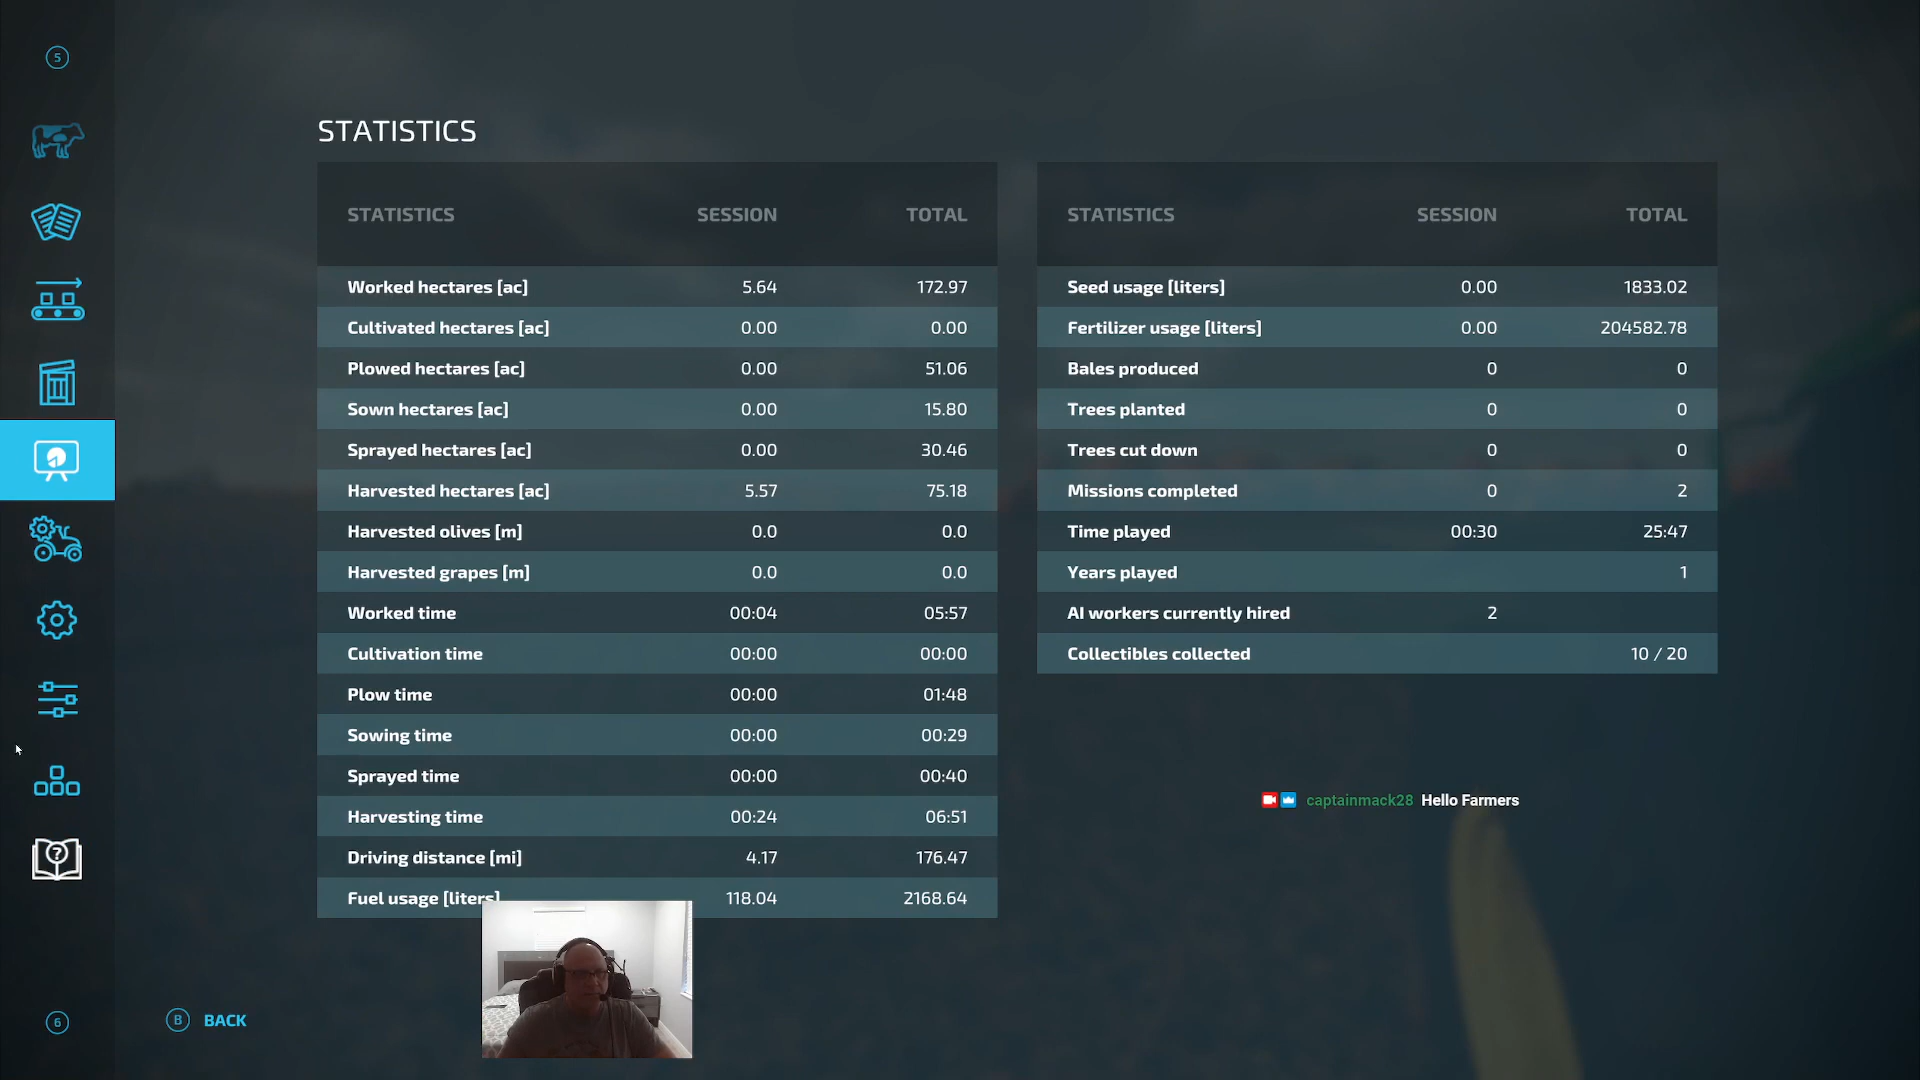 5
STATISTICS
STATISTICS SESSION TOTAL
Worked hectares [ac] 5.64 172.97
Cultivated hectares [ac] 0.00 0.00
Plowed hectares [ac] 0.00 51.06
Sown hectares [ac] 0.00 15.80
Sprayed hectares [ac] 0.00 30.46
Harvested hectares [ac] 5.57 75.18
Harvested olives [m] 0.0 0.0
Harvested grapes [m] 0.0 0.0
Worked time 00:04 05:57
Cultivation time 00:00 00:00
Plow time 00:00 01:48
Sowing time 00:00 00:29
Sprayed time 00:00 00:40
Harvesting time 00:24 06:51
Driving distance [mi] 4.17 176.47
Fuel usage [liters] 118.04 2168.64
STATISTICS SESSION TOTAL
Seed usage [liters] 0.00 1833.02
Fertilizer usage [liters] 0.00 204582.78
Bales produced 0 0
Trees planted 0 0
Trees cut down 0 0
Missions completed 0 2
Time played 00:30 25:47
Years played 1
AI workers currently hired 2
Collectibles collected 10 / 20
captainmack28 Hello Farmers
6
B BACK